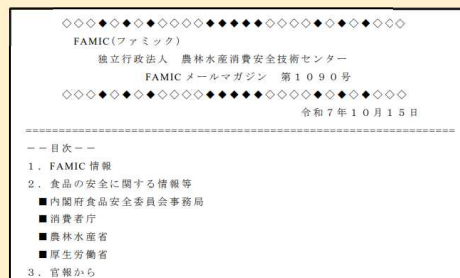 ◇◇◇◆◇◆◇◆◇◇◇◇◆◆◆◆◆◇◇◇◇◆◇◆◇◆◇◇◇
FAMIC(ファミック)
独立行政法人 農林水産消費安全技術センター
FAMIC メールマガジン 第1090号
◇◇◇◆◇◆◇◆◇◇◇◇◆◆◆◆◆◇◇◇◇◆◇◆◇◆◇◇◇
令和7年10月15日
==================================================================
--目次--
1.FAMIC 情報
2.食品の安全に関する情報等
■内閣府食品安全委員会事務局
■消費者庁
■農林水産省
■厚生労働省
3.官報から